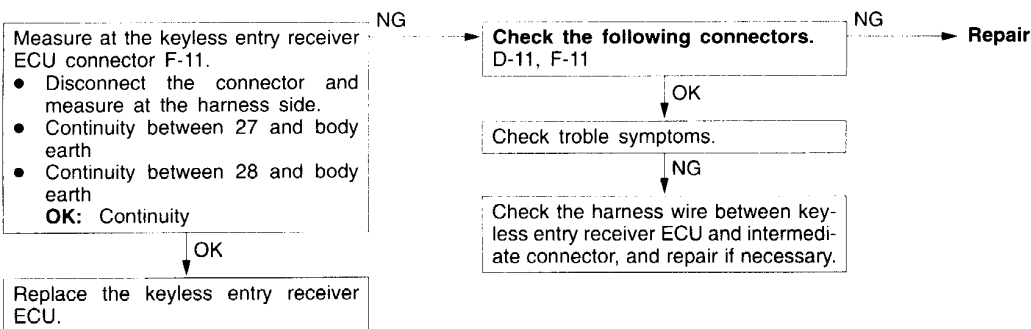 Measure at the keyless entry receiver
ECU connector F-11.
● Disconnect the connector and
measure at the harness side.
● Continuity between 27 and body
earth
● Continuity between 28 and body
earth
OK: Continuity
OK
Replace the keyless entry receiver
ECU.
NG
Check the following connectors.
D-11, F-11
NG
Repair
OK
Check troble symptoms.
NG
Check the harness wire between key-
less entry receiver ECU and intermedi-
ate connector, and repair if necessary.